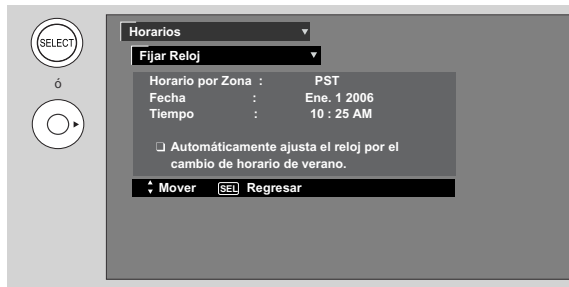 SELECT
ó
Horarios
Fijar Reloj
Horario por Zona : PST
Fecha : Ene. 1 2006
Tiempo : 10 : 25 AM
❏ Automáticamente ajusta el reloj por el
cambio de horario de verano.
Mover SEL Regresar